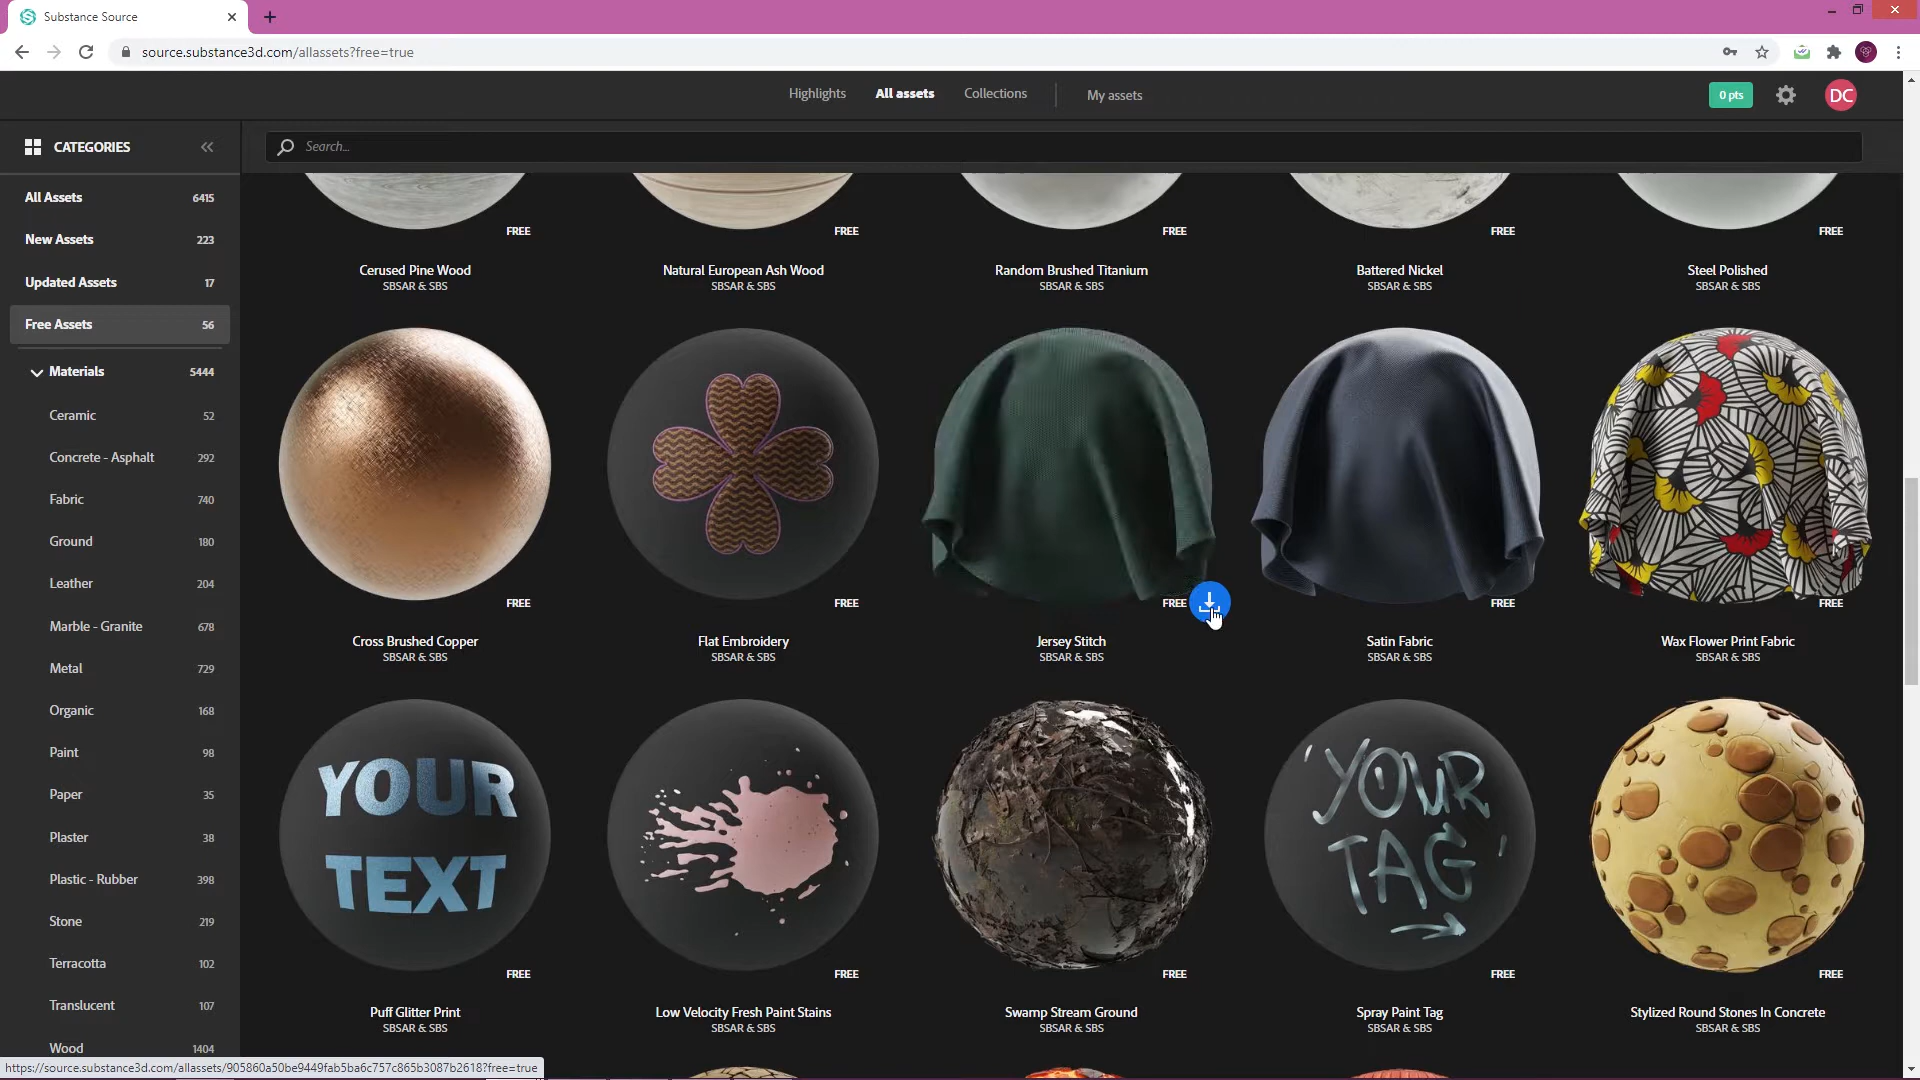 Substance Source
source.substance3d.com/allassets?free=true
Highlights
All assets
Collections
My assets
0 pts
DC
CATEGORIES
Search...
All Assets 6415
New Assets 223
Updated Assets 17
Free Assets 56
Materials 5444
Ceramic 52
Concrete - Asphalt 292
Fabric 740
Ground 180
Leather 204
Marble - Granite 678
Metal 729
Organic 168
Paint 98
Paper 35
Plaster 38
Plastic - Rubber 398
Stone 219
Terracotta 102
Translucent 107
Wood 1404
FREE FREE FREE FREE FREE
Cerused Pine Wood
SBSAR & SBS
Natural European Ash Wood
SBSAR & SBS
Random Brushed Titanium
SBSAR & SBS
Battered Nickel
SBSAR & SBS
Steel Polished
SBSAR & SBS
FREE FREE FREE FREE FREE
Cross Brushed Copper
SBSAR & SBS
Flat Embroidery
SBSAR & SBS
Jersey Stitch
SBSAR & SBS
Satin Fabric
SBSAR & SBS
Wax Flower Print Fabric
SBSAR & SBS
YOUR
TEXT
YOUR
TAG
FREE FREE FREE FREE FREE
Puff Glitter Print
SBSAR & SBS
Low Velocity Fresh Paint Stains
SBSAR & SBS
Swamp Stream Ground
SBSAR & SBS
Spray Paint Tag
SBSAR & SBS
Stylized Round Stones In Concrete
SBSAR & SBS
https://source.substance3d.com/allassets/905860a50be9449fab5ba6c757c865b3087b2618?free=true